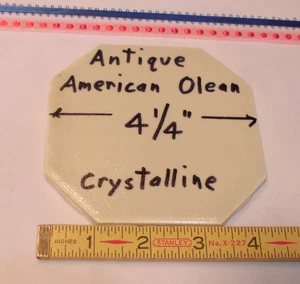 Antique
American Olean
4 1/4"
Crystalline
INCHES 1 2 STANLEY 3 No. X-227 4